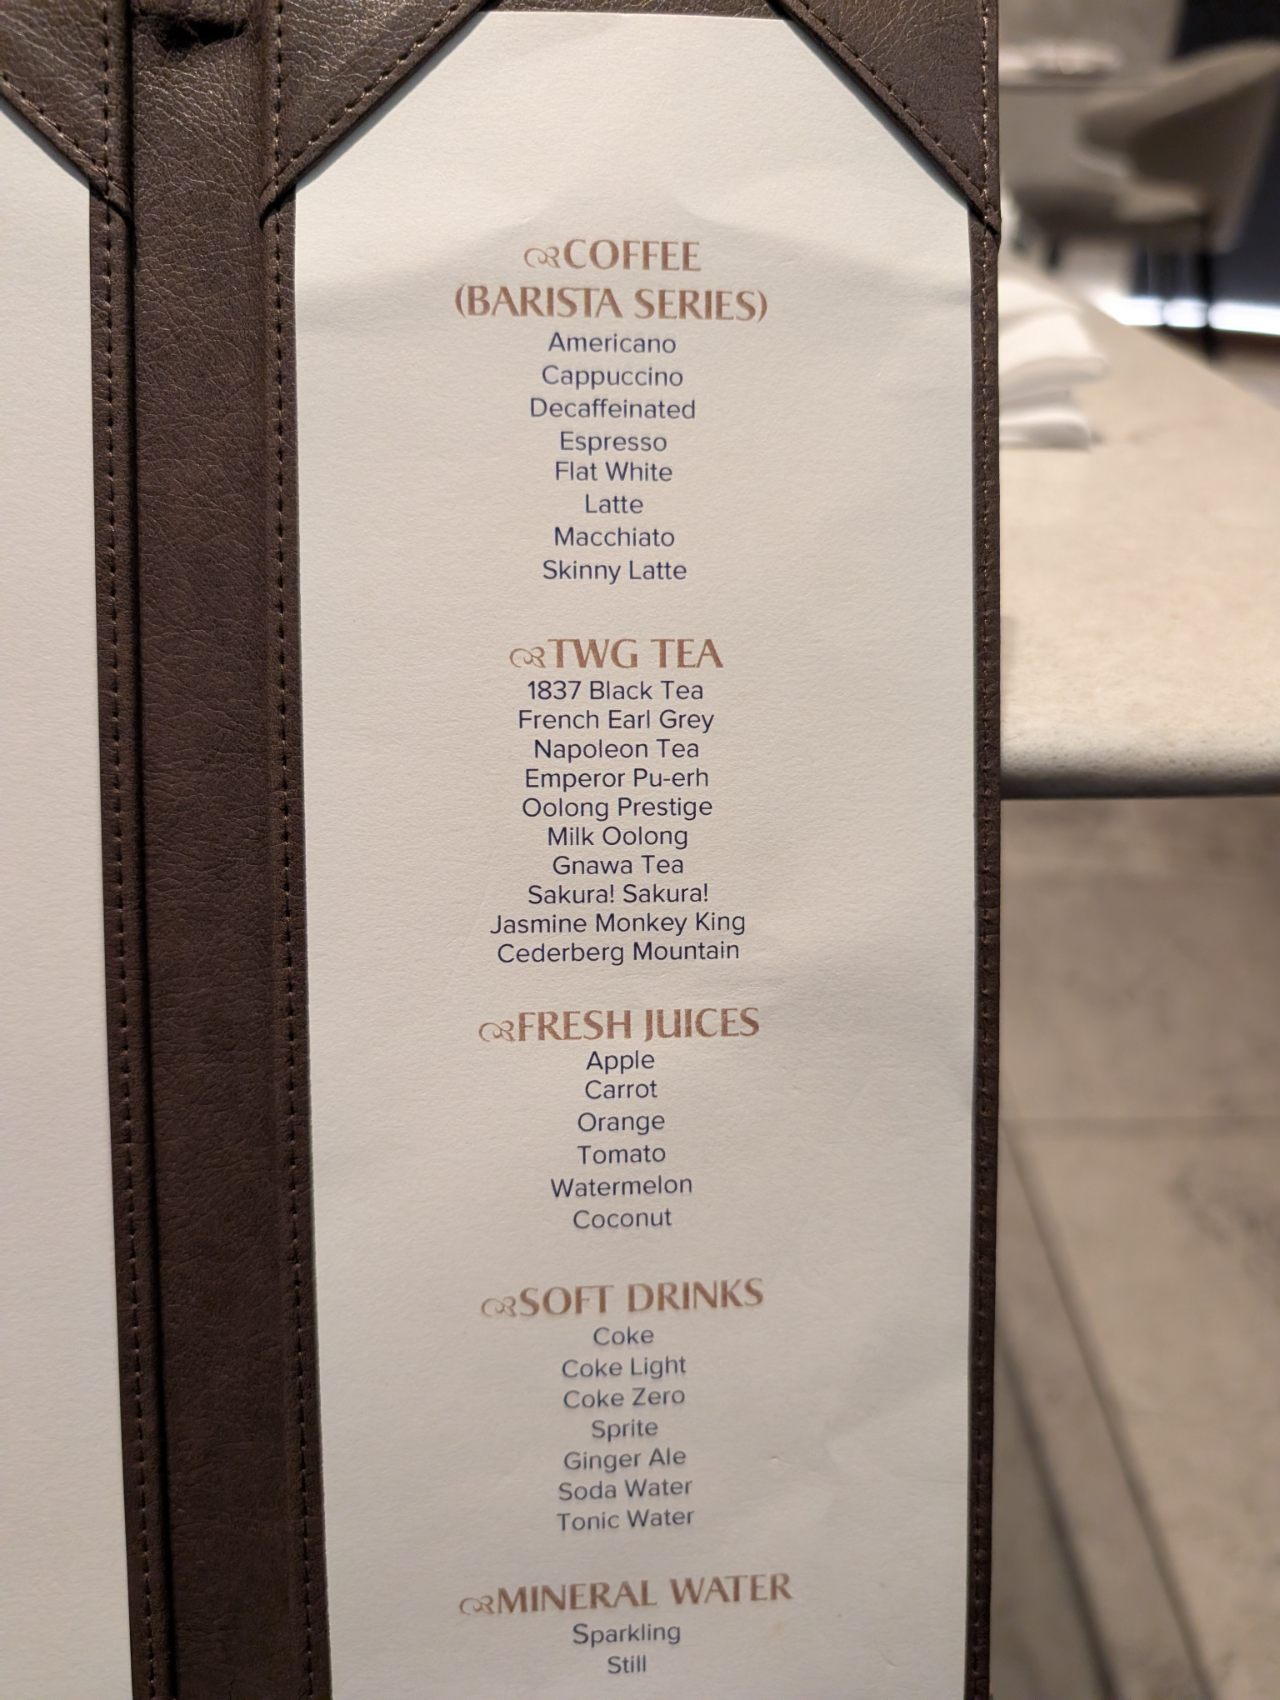 COFFEE
(BARISTA SERIES)
Americano
Cappuccino
Decaffeinated
Espresso
Flat White
Latte
Macchiato
Skinny Latte
TWG TEA
1837 Black Tea
French Earl Grey
Napoleon Tea
Emperor Pu-erh
Oolong Prestige
Milk Oolong
Gnawa Tea
Sakura! Sakura!
Jasmine Monkey King
Cederberg Mountain
FRESH JUICES
Apple
Carrot
Orange
Tomato
Watermelon
Coconut
SOFT DRINKS
Coke
Coke Light
Coke Zero
Sprite
Ginger Ale
Soda Water
Tonic Water
MINERAL WATER
Sparkling
Still